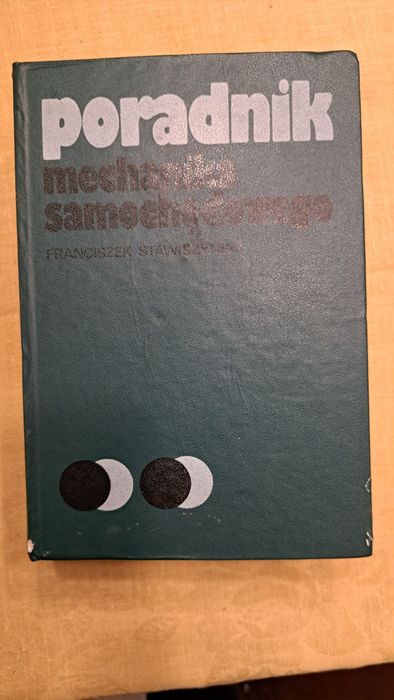 poradnik
mechanika
samochodowego
FRANCISZEK STAWISZYŃSKI